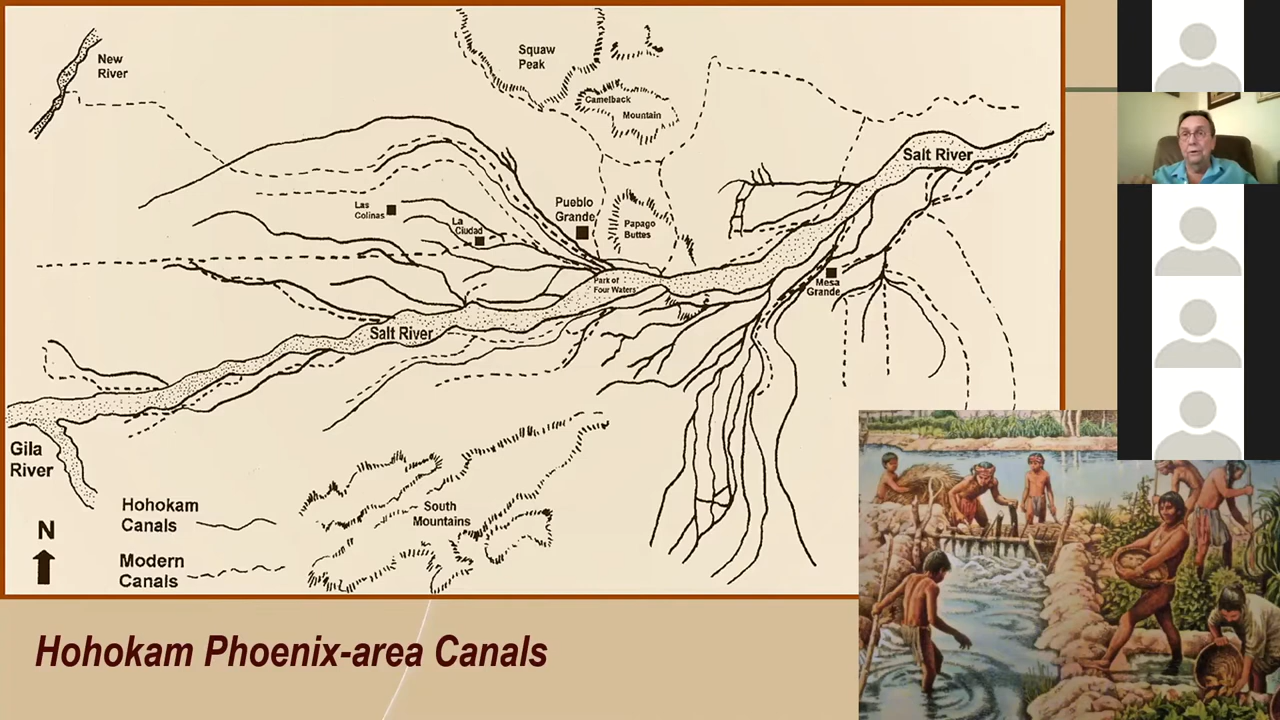 New
River
Squaw
Peak
Camelback
Mountain
Salt River
Las
Colinas
La
Ciudad
Pueblo
Grande
Papago
Buttes
Park of
Four Waters
Mesa
Grande
Salt River
Gila
River
Hohokam
Canals
South
Mountains
N
Modern
Canals
Hohokam Phoenix-area Canals